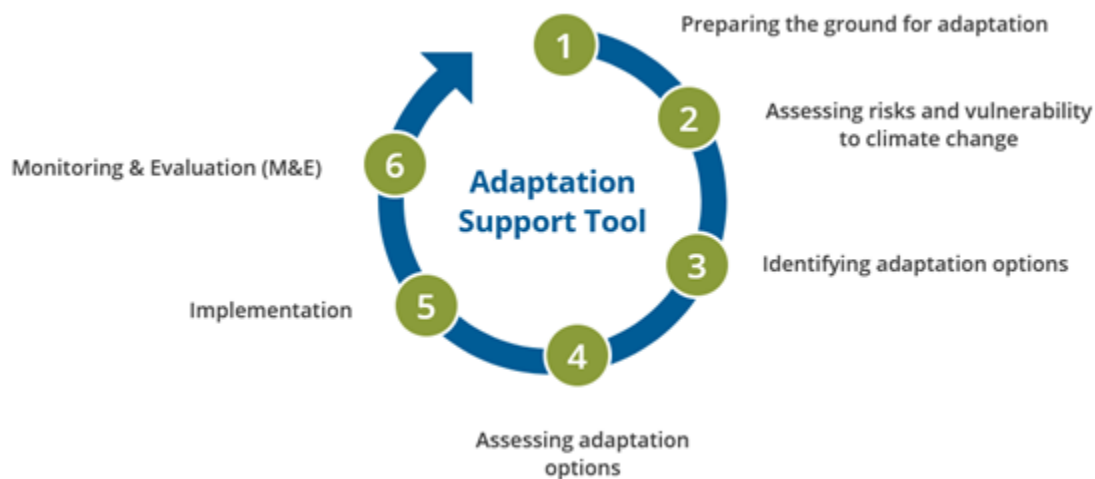 1
Preparing the ground for adaptation
2
Assessing risks and vulnerability
to climate change
3
Identifying adaptation options
4
Assessing adaptation
options
5
Implementation
6
Monitoring & Evaluation (M&E)
Adaptation
Support Tool